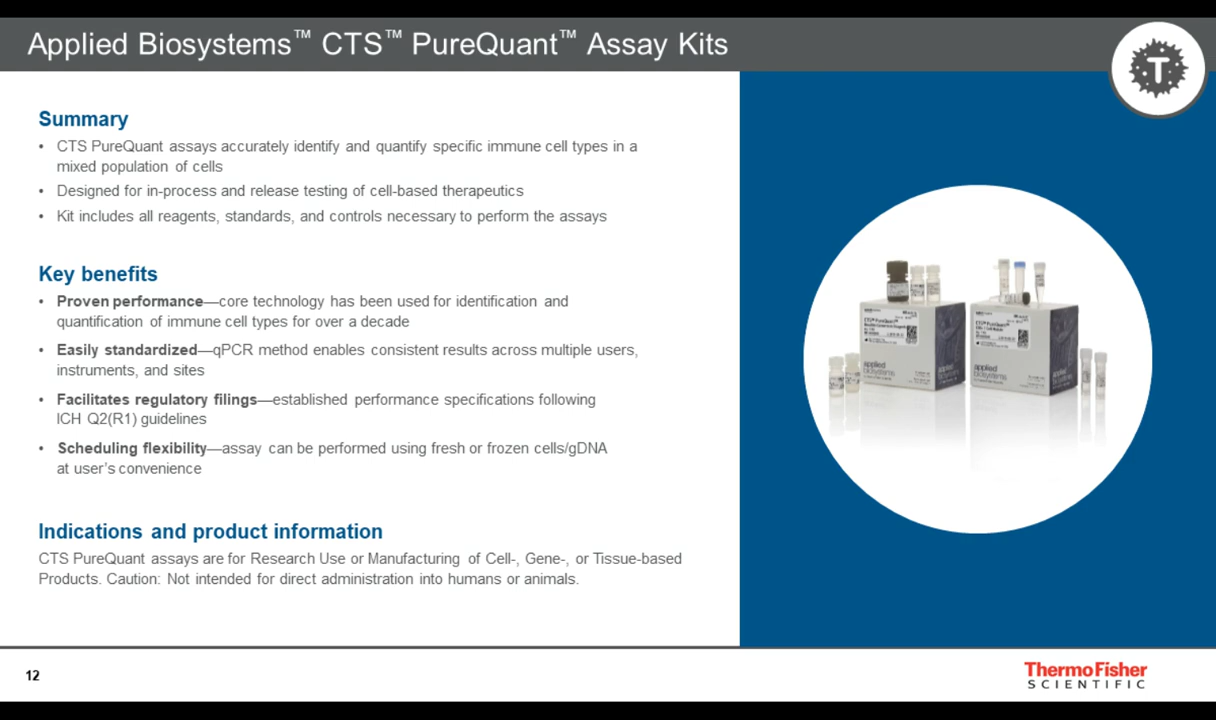 Applied Biosystems™ CTS™ PureQuant™ Assay Kits
T
Summary
• CTS PureQuant assays accurately identify and quantify specific immune cell types in a
mixed population of cells
• Designed for in-process and release testing of cell-based therapeutics
• Kit includes all reagents, standards, and controls necessary to perform the assays
Key benefits
• Proven performance—core technology has been used for identification and
quantification of immune cell types for over a decade
• Easily standardized—qPCR method enables consistent results across multiple users,
instruments, and sites
• Facilitates regulatory filings—established performance specifications following
ICH Q2(R1) guidelines
• Scheduling flexibility—assay can be performed using fresh or frozen cells/gDNA
at user's convenience
Indications and product information
CTS PureQuant assays are for Research Use or Manufacturing of Cell-, Gene-, or Tissue-based
Products. Caution: Not intended for direct administration into humans or animals.
CTS™ PureQuant™
applied
biosystems
CTS™ PureQuant™
applied
biosystems
12
ThermoFisher
SCIENTIFIC